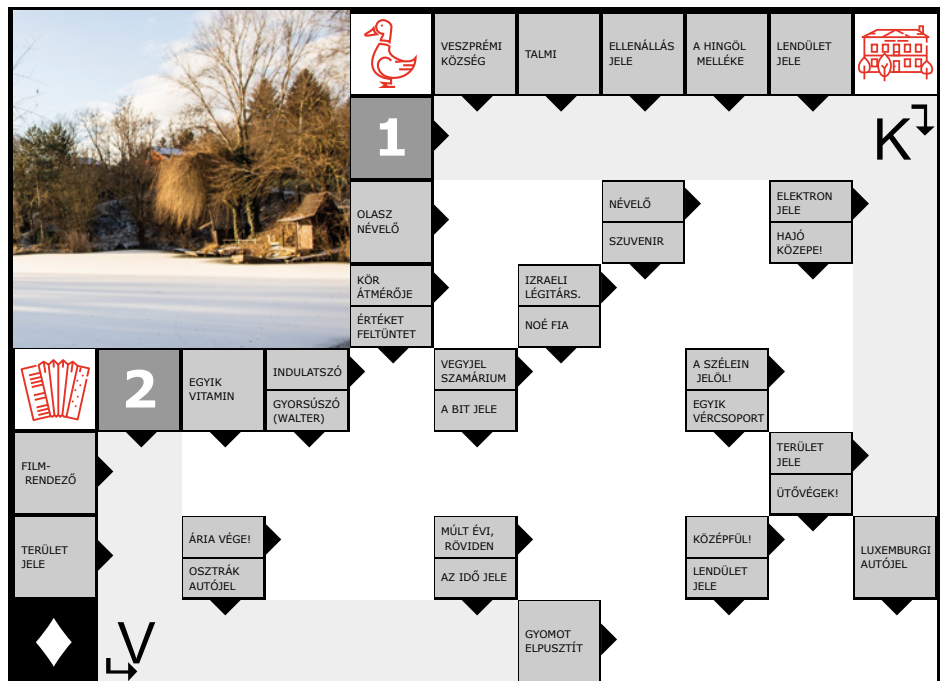 VESZPRÉMI
KÖZSÉG
TALMI
ELLENÁLLÁS
JELE
A HINGÖL
MELLÉKE
LENDÜLET
JELE
1
K
OLASZ
NÉVELŐ
NÉVELŐ
SZUVENIR
ELEKTRON
JELE
HAJÓ
KÖZEPE!
KÖR
ÁTMÉRŐJE
ÉRTÉKET
FELTÜNTET
IZRAELI
LÉGITÁRS.
NOÉ FIA
2
EGYIK
VITAMIN
INDULATSZÓ
GYORSÚSZÓ
(WALTER)
VEGYJEL
SZAMÁRIUM
A BIT JELE
A SZÉLEIN
JELÖL!
EGYIK
VÉRCSOPORT
FILM-
RENDEZŐ
TERÜLET
JELE
ÜTŐVÉGEK!
TERÜLET
JELE
ÁRIA VÉGE!
OSZTRÁK
AUTÓJEL
MÚLT ÉVI,
RÖVIDEN
AZ IDŐ JELE
KÖZÉPFÜL!
LENDÜLET
JELE
LUXEMBURGI
AUTÓJEL
V
GYOMOT
ELPUSZTÍT